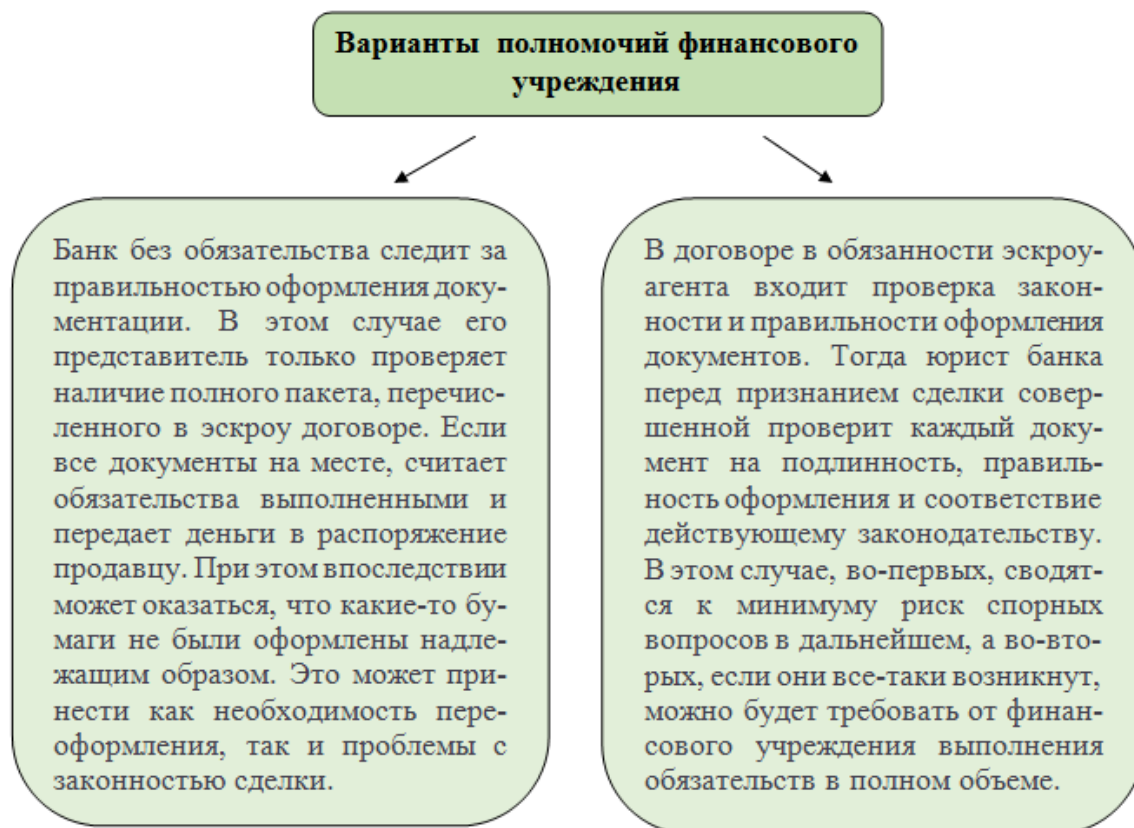 Варианты полномочий финансового
учреждения
Банк без обязательства следит за
правильностью оформления доку-
ментации. В этом случае его
представитель только проверяет
наличие полного пакета, перечис-
ленного в эскроу договоре. Если
все документы на месте, считает
обязательства выполненными и
передает деньги в распоряжение
продавцу. При этом впоследствии
может оказаться, что какие-то бу-
маги не были оформлены надле-
жащим образом. Это может при-
нести как необходимость пере-
оформления, так и проблемы с
законностью сделки.
В договоре в обязанности эскроу-
агента входит проверка закон-
ности и правильности оформления
документов. Тогда юрист банка
перед признанием сделки совер-
шенной проверит каждый доку-
мент на подлинность, правиль-
ность оформления и соответствие
действующему законодательству.
В этом случае, во-первых, сводят-
ся к минимуму риск спорных
вопросов в дальнейшем, а во-вто-
рых, если они все-таки возникнут,
можно будет требовать от финан-
сового учреждения выполнения
обязательств в полном объеме.